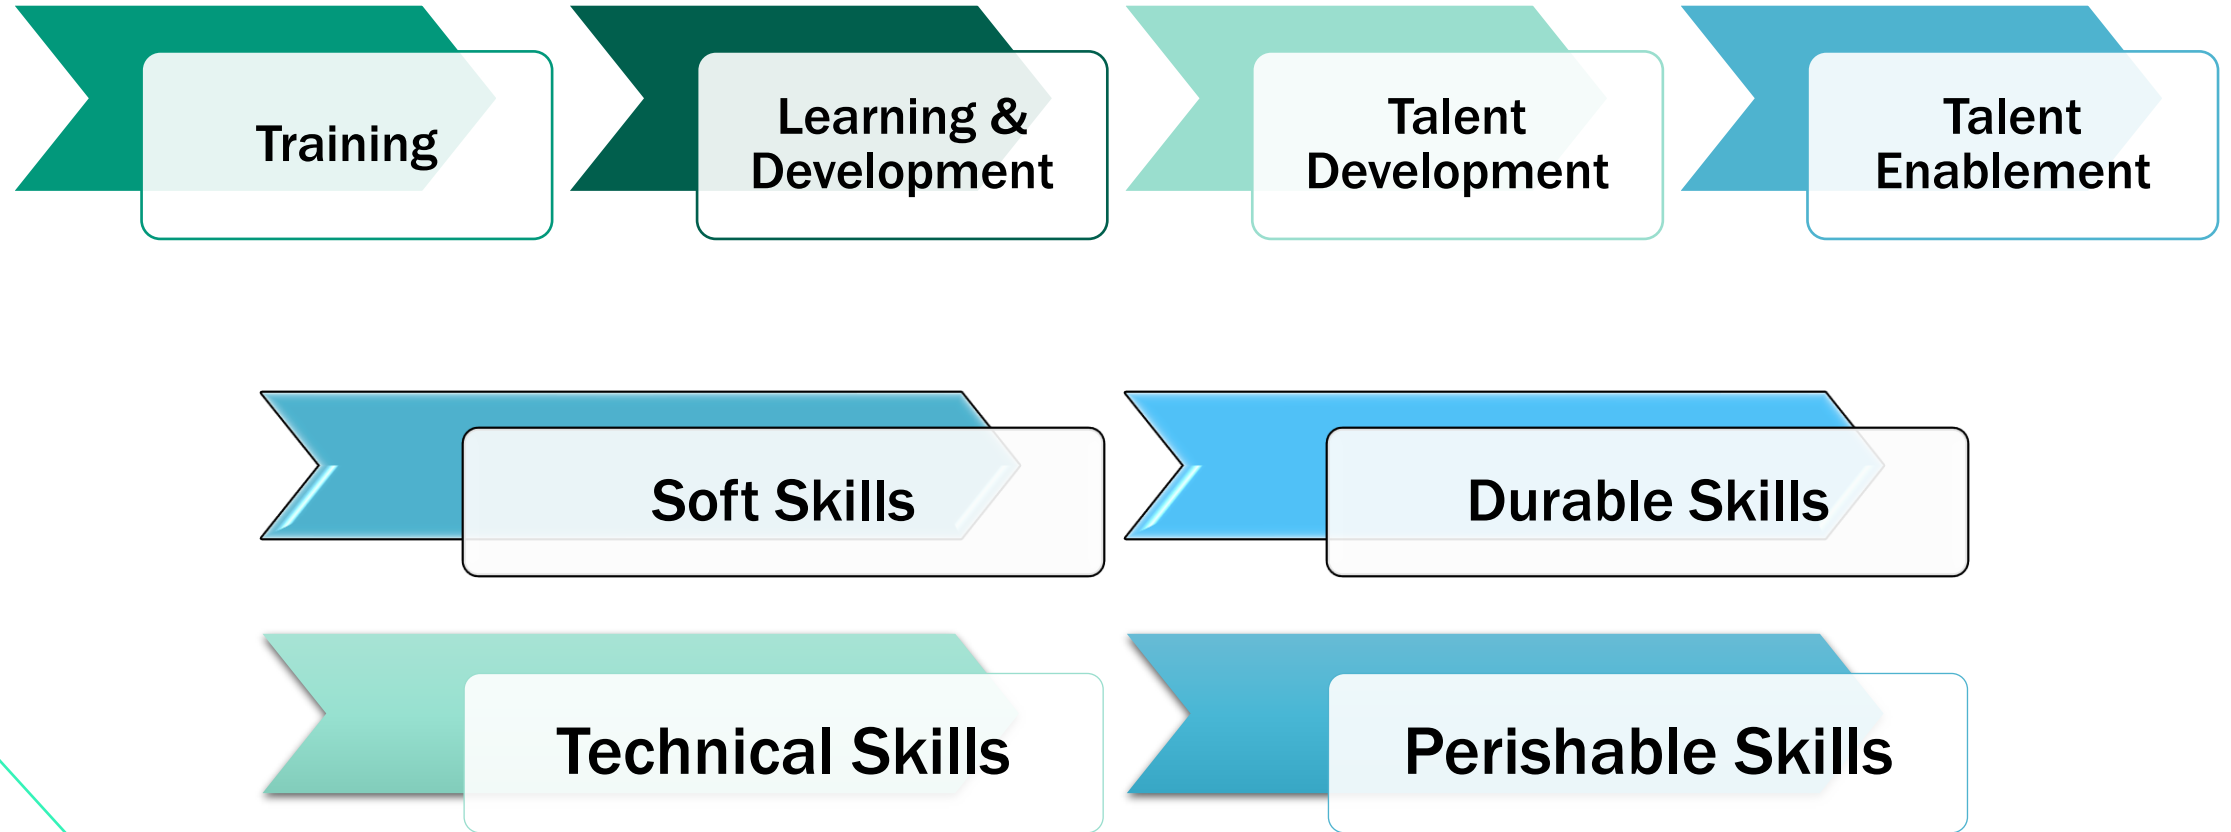 Training
Learning &
Development
Talent
Development
Talent
Enablement
Soft Skills
Durable Skills
Technical Skills
Perishable Skills